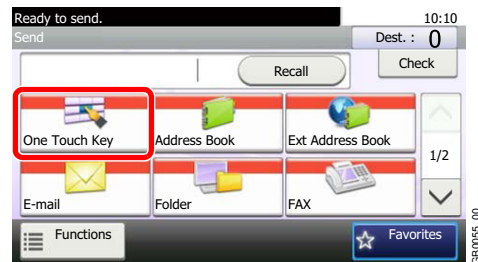 Ready to send. 10:10
Send Dest. : 0
Recall Check
One Touch Key Address Book Ext Address Book
1/2
E-mail Folder FAX
Functions Favorites
GB0055_00